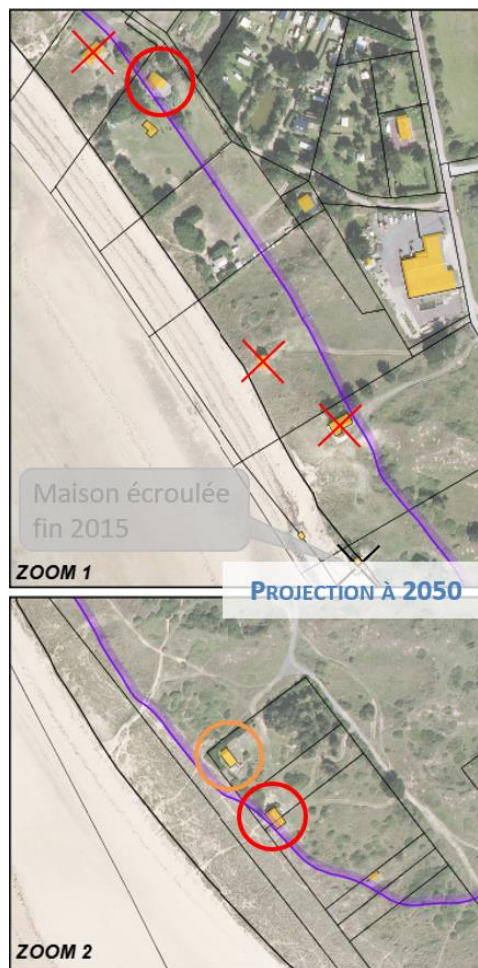 Maison écroulée
fin 2015
ZOOM 1
PROJECTION À 2050
ZOOM 2